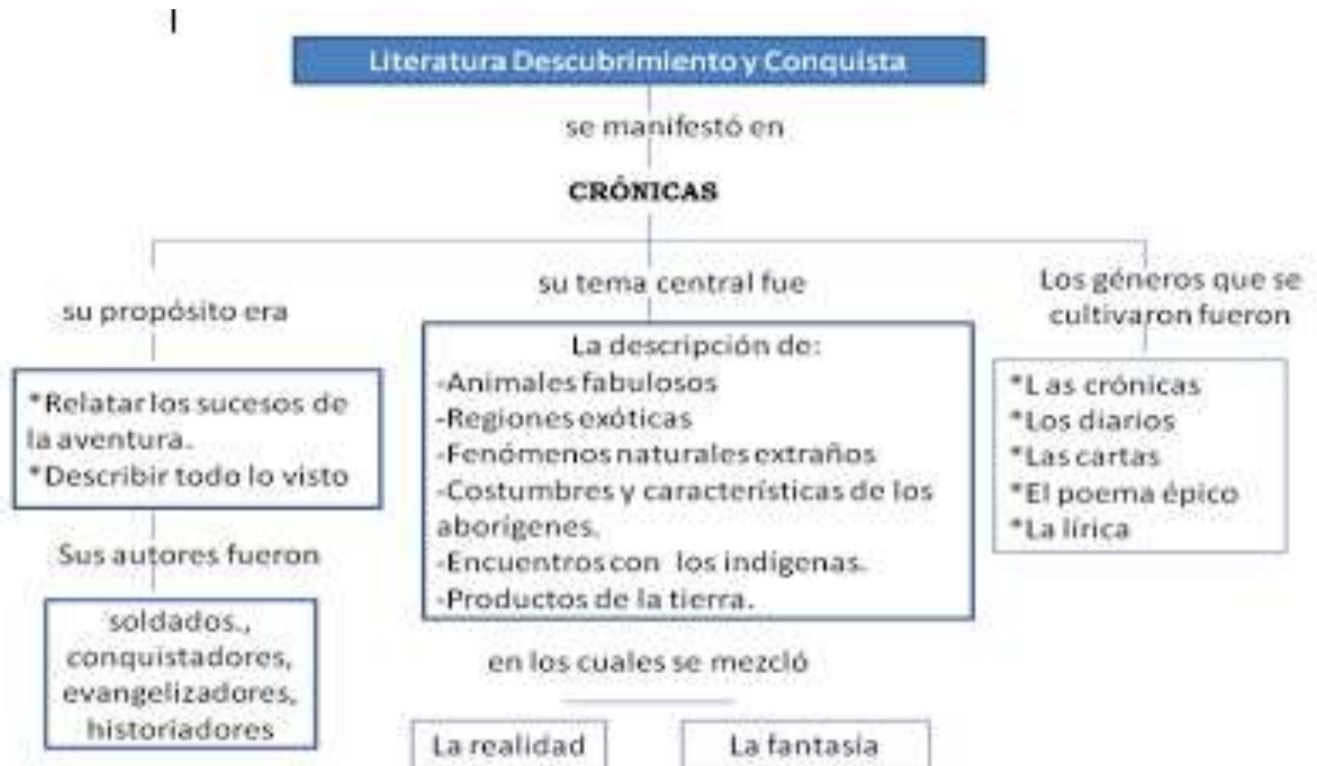 Literatura Descubrimiento y Conquista
se manifestó en
CRÓNICAS
su propósito era
*Relatar los sucesos de
la aventura.
*Describir todo lo visto
Sus autores fueron
soldados.,
conquistadores,
evangelizadores,
historiadores
su tema central fue
La descripción de:
-Animales fabulosos
-Regiones exóticas
-Fenómenos naturales extraños
-Costumbres y características de los
aborígenes.
-Encuentros con los indígenas.
-Productos de la tierra.
en los cuales se mezcló
La realidad
La fantasía
Los géneros que se
cultivaron fueron
*L as crónicas
*Los diarios
*Las cartas
*El poema épico
*La lírica